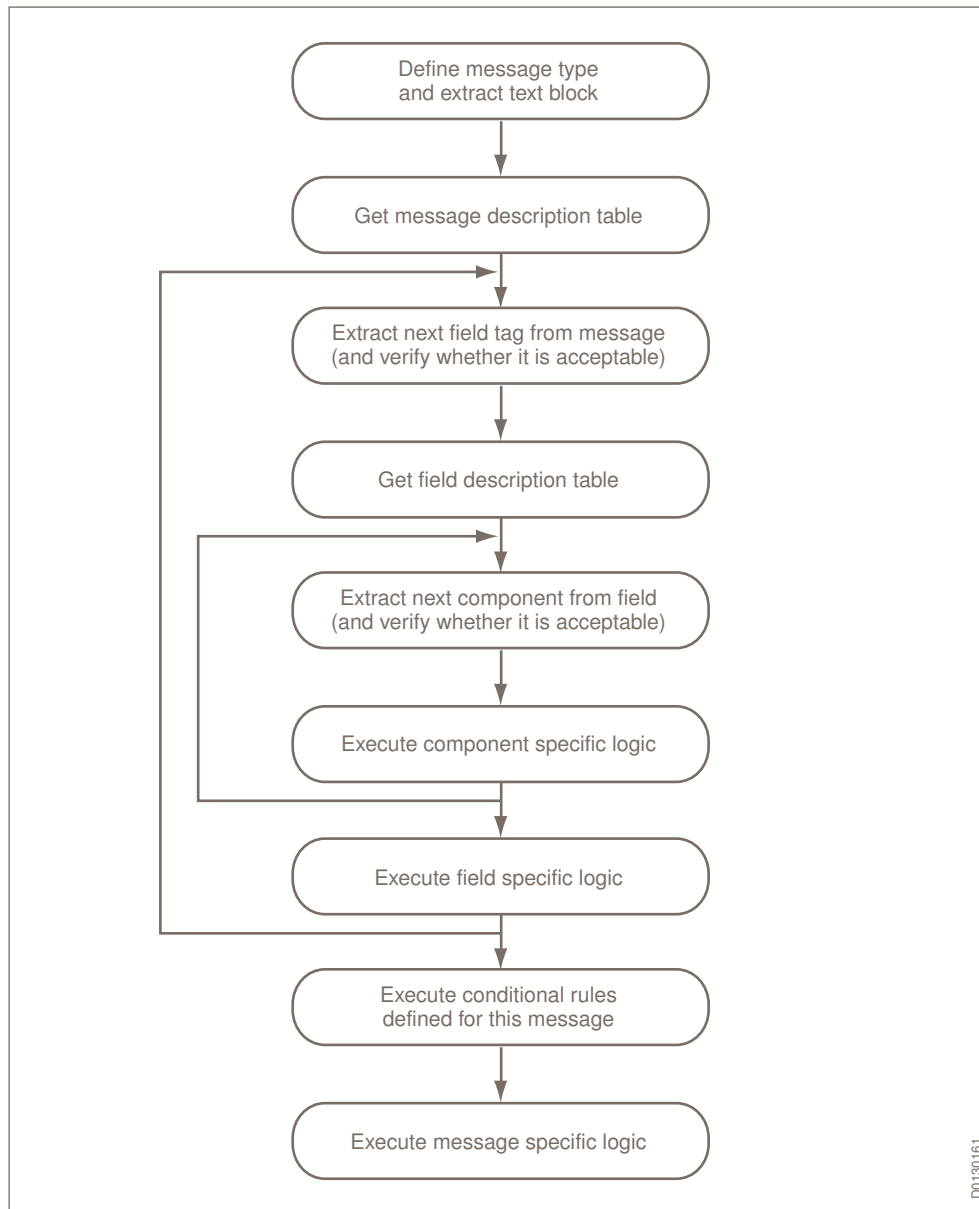 Define message type
and extract text block
Get message description table
Extract next field tag from message
(and verify whether it is acceptable)
Get field description table
Extract next component from field
(and verify whether it is acceptable)
Execute component specific logic
Execute field specific logic
Execute conditional rules
defined for this message
Execute message specific logic
D0130161